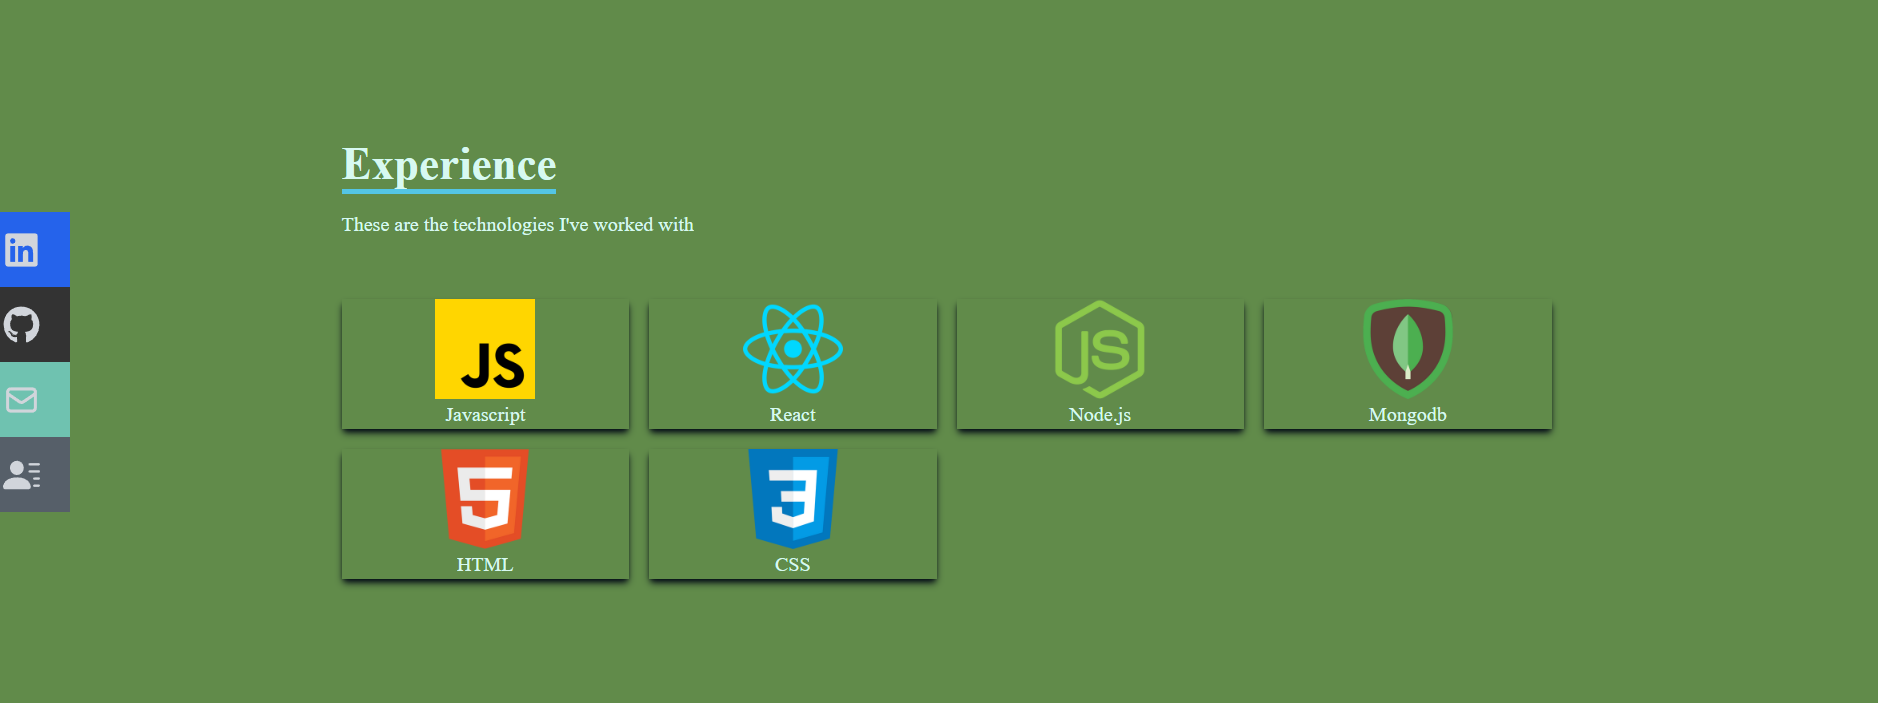 Experience
These are the technologies I've worked with
in
JS
JS
Javascript
React
Node.js
Mongodb
5
3
HTML
CSS